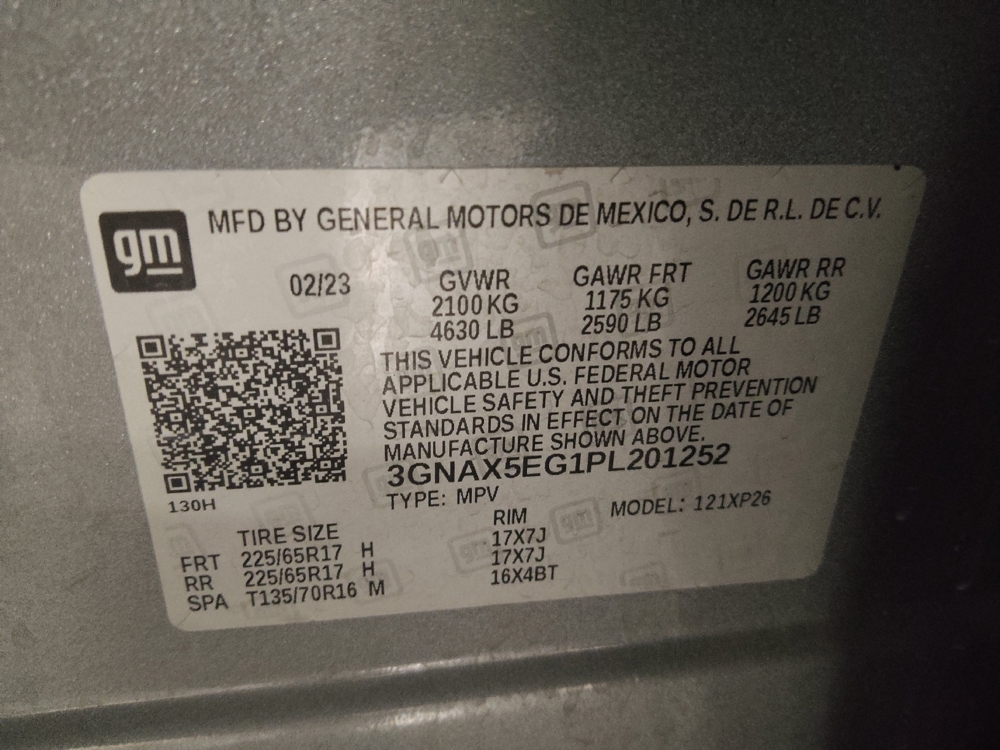 gm
MFD BY GENERAL MOTORS DE MEXICO, S. DE R.L. DE C.V.
02/23 GVWR GAWR FRT GAWR RR
2100 KG 1175 KG 1200 KG
4630 LB 2590 LB 2645 LB
THIS VEHICLE CONFORMS TO ALL
APPLICABLE U.S. FEDERAL MOTOR
VEHICLE SAFETY AND THEFT PREVENTION
STANDARDS IN EFFECT ON THE DATE OF
MANUFACTURE SHOWN ABOVE.
3GNAX5EG1PL201252
TYPE: MPV MODEL: 121XP26
130H
TIRE SIZE RIM
FRT 225/65R17 H 17X7J
RR 225/65R17 H 17X7J
SPA T135/70R16 M 16X4BT